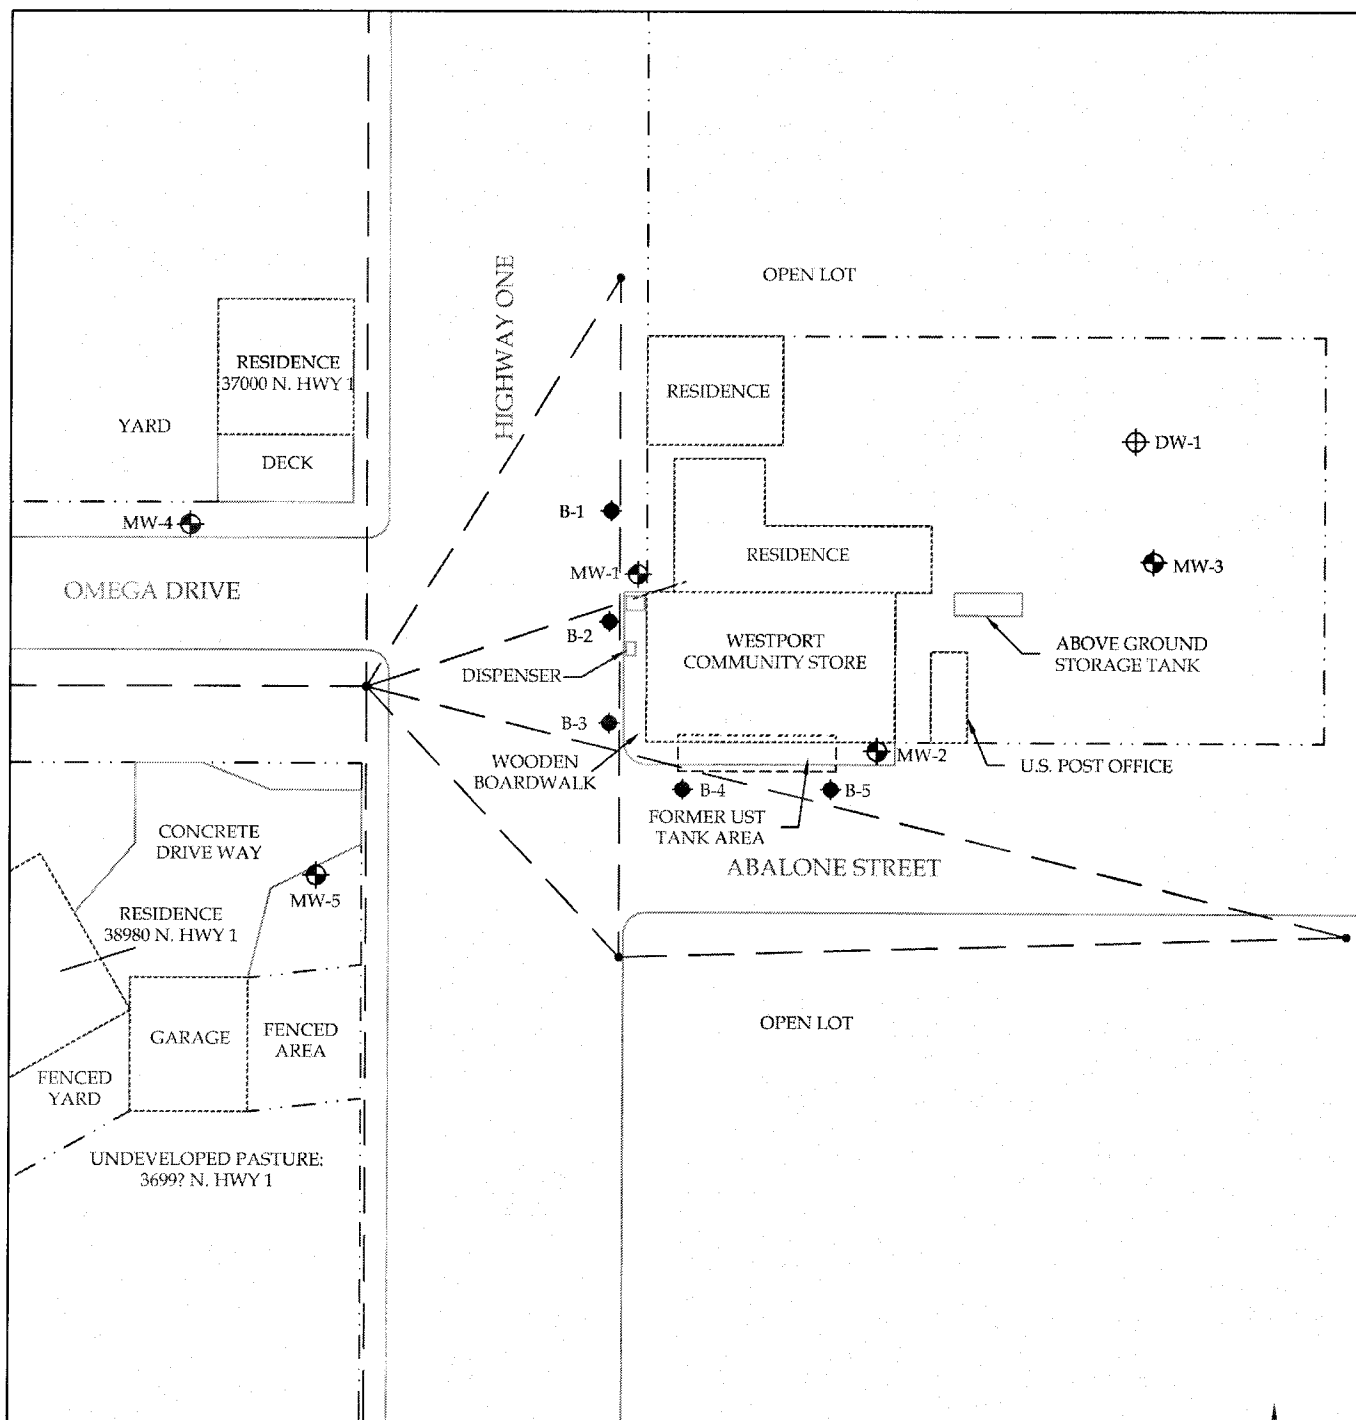 OPEN LOT
HIGHWAY ONE
RESIDENCE
37000 N. HWY 1
RESIDENCE
YARD
DECK
DW-1
MW-4
B-1
RESIDENCE
MW-1
MW-3
OMEGA DRIVE
B-2
WESTPORT
COMMUNITY STORE
ABOVE GROUND
STORAGE TANK
DISPENSER
B-3
WOODEN
BOARDWALK
MW-2
U.S. POST OFFICE
B-4
B-5
FORMER UST
TANK AREA
CONCRETE
DRIVE WAY
ABALONE STREET
MW-5
RESIDENCE
38980 N. HWY 1
OPEN LOT
GARAGE
FENCED
AREA
FENCED
YARD
UNDEVELOPED PASTURE:
3699? N. HWY 1